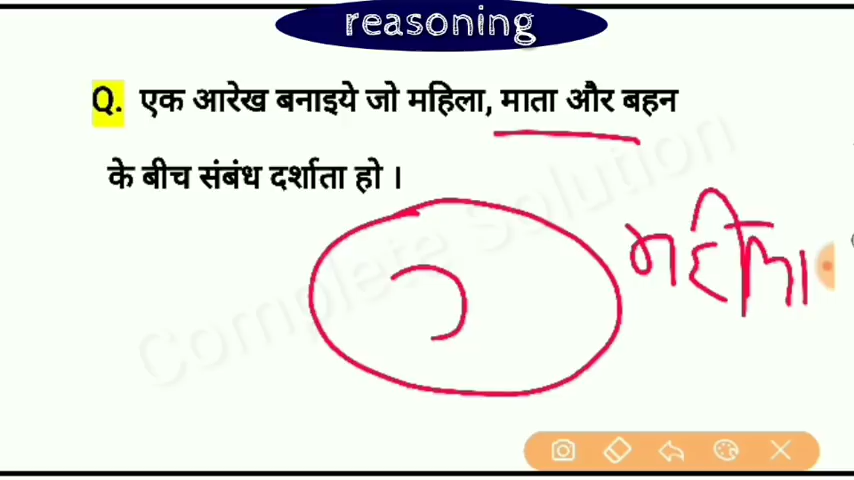 reasoning
Q. एक आरेख बनाइये जो महिला, माता और बहन
के बीच संबंध दर्शाता हो ।
महीला
Complete Solution